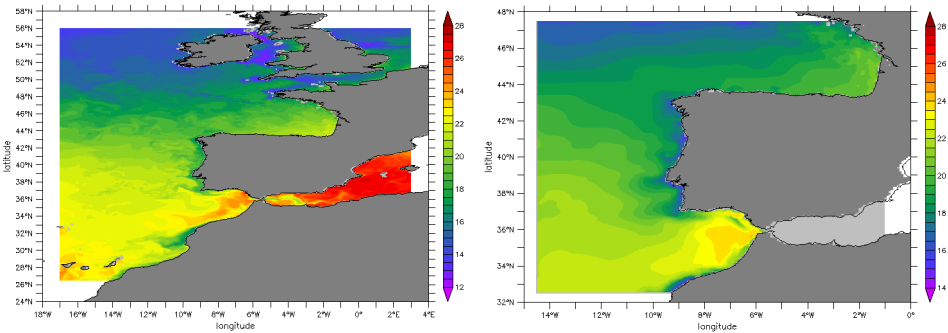 58°N
56°N
54°N
52°N
50°N
48°N
46°N
44°N
42°N
40°N
38°N
36°N
34°N
32°N
30°N
28°N
26°N
24°N
latitude
18°W 16°W 14°W 12°W 10°W 8°W 6°W 4°W 2°W 0° 2°E 4°E
longitude
28
26
24
22
20
18
16
14
12
48°N
46°N
44°N
42°N
40°N
38°N
36°N
34°N
32°N
latitude
16°W 14°W 12°W 10°W 8°W 6°W 4°W 2°W 0°
longitude
28
26
24
22
20
18
16
14